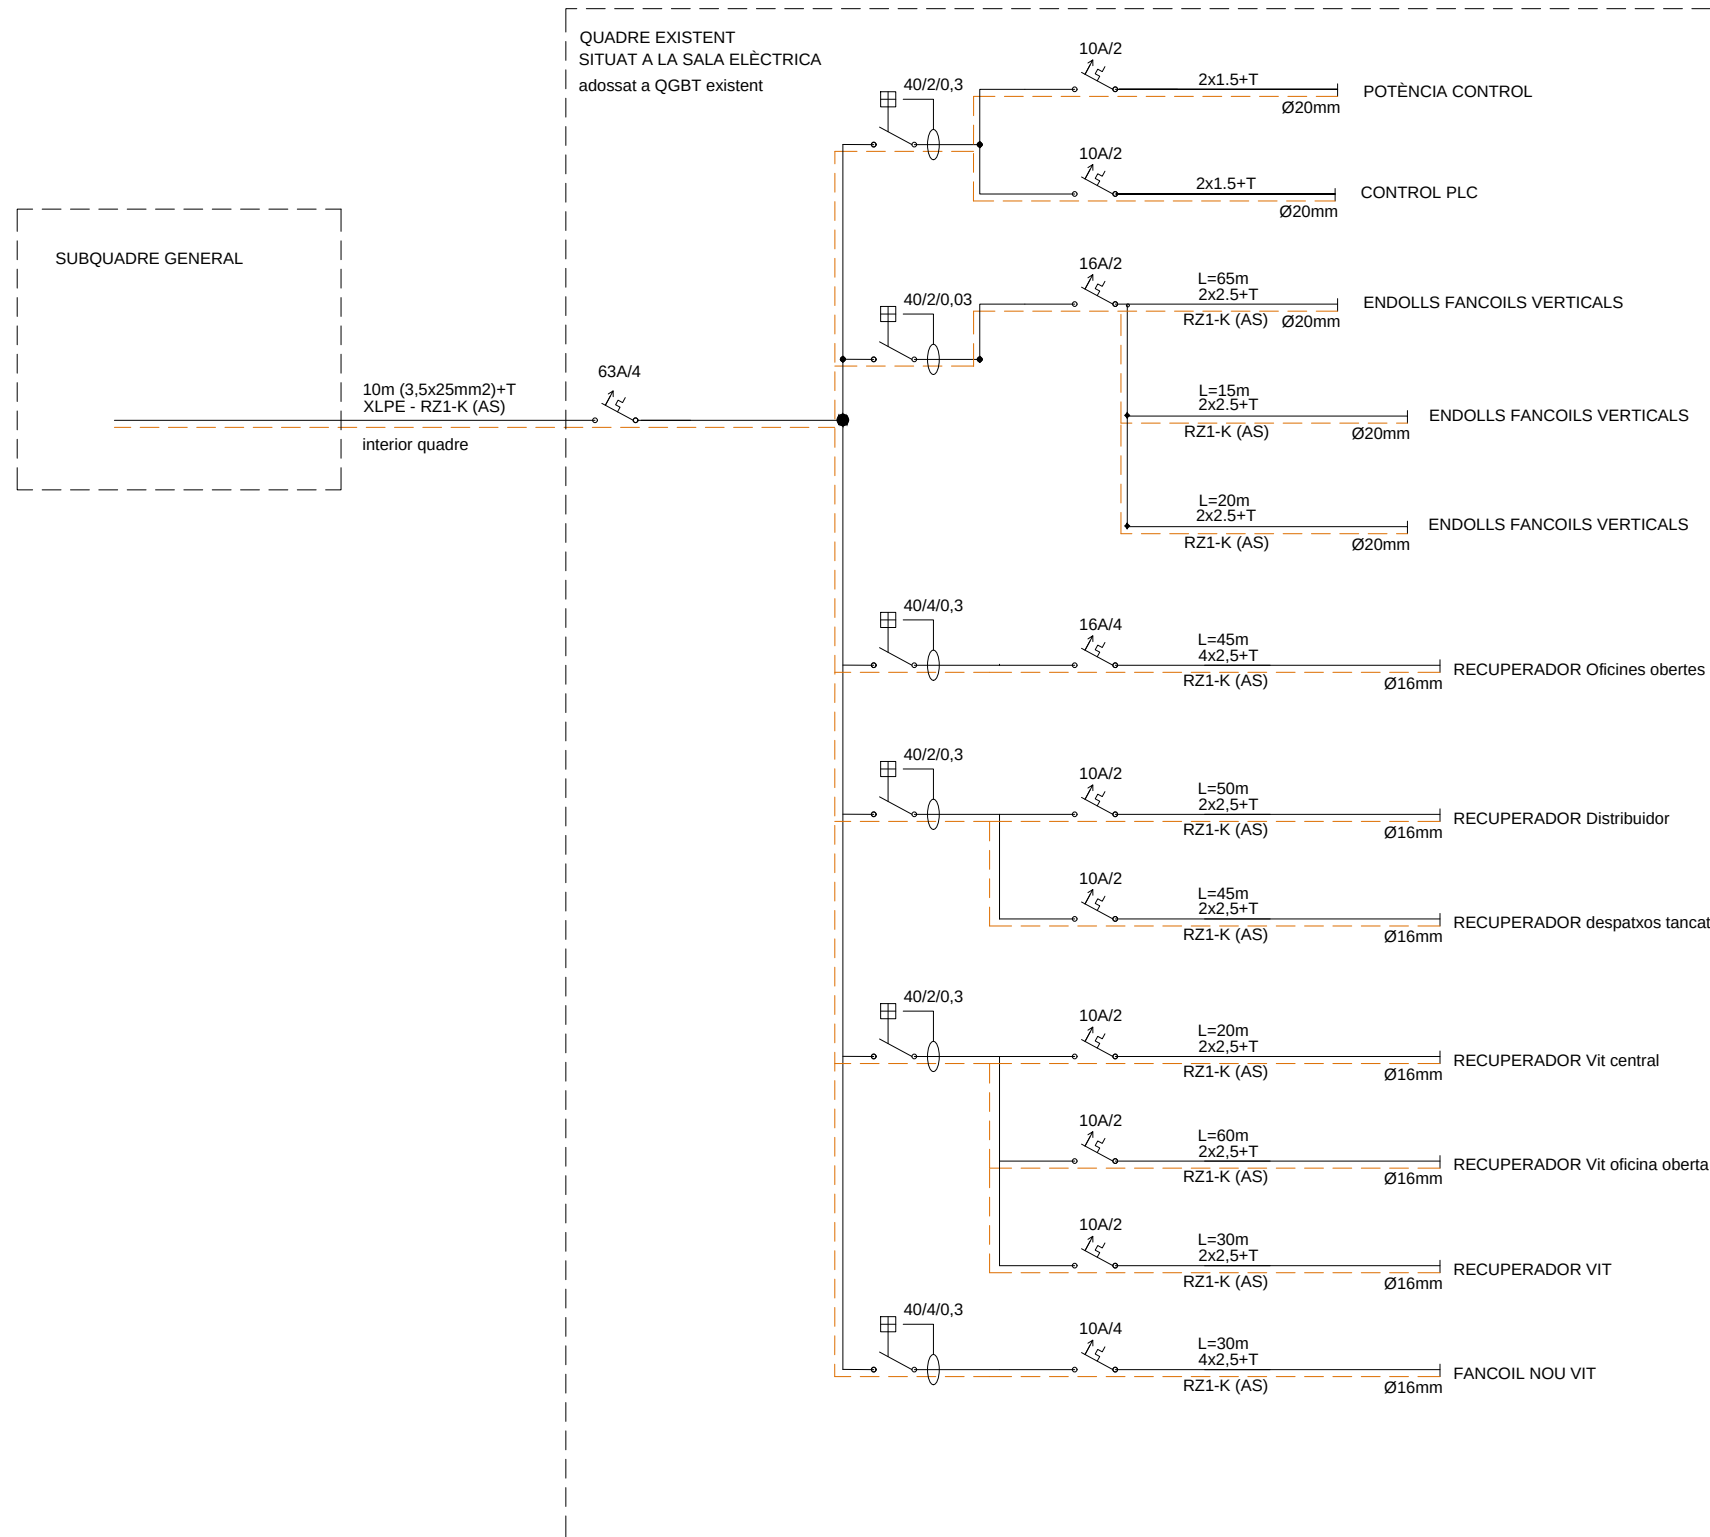 QUADRE EXISTENT
SITUAT A LA SALA ELÈCTRICA
adossat a QGBT existent
SUBQUADRE GENERAL
10m (3,5x25mm2)+T
XLPE - RZ1-K (AS)
interior quadre
63A/4
40/2/0,3
10A/2
2x1.5+T
Ø20mm
POTÈNCIA CONTROL
10A/2
2x1.5+T
Ø20mm
CONTROL PLC
40/2/0,03
16A/2
L=65m
2x2.5+T
RZ1-K (AS)
Ø20mm
ENDOLLS FANCOILS VERTICALS
L=15m
2x2.5+T
RZ1-K (AS)
Ø20mm
ENDOLLS FANCOILS VERTICALS
L=20m
2x2.5+T
RZ1-K (AS)
Ø20mm
ENDOLLS FANCOILS VERTICALS
40/4/0,3
16A/4
L=45m
4x2,5+T
RZ1-K (AS)
Ø16mm
RECUPERADOR Oficines obertes
40/2/0,3
10A/2
L=50m
2x2,5+T
RZ1-K (AS)
Ø16mm
RECUPERADOR Distribuidor
10A/2
L=45m
2x2,5+T
RZ1-K (AS)
Ø16mm
RECUPERADOR despatxos tancat
40/2/0,3
10A/2
L=20m
2x2,5+T
RZ1-K (AS)
Ø16mm
RECUPERADOR Vit central
10A/2
L=60m
2x2,5+T
RZ1-K (AS)
Ø16mm
RECUPERADOR Vit oficina oberta
10A/2
L=30m
2x2,5+T
RZ1-K (AS)
Ø16mm
RECUPERADOR VIT
40/4/0,3
10A/4
L=30m
4x2,5+T
RZ1-K (AS)
Ø16mm
FANCOIL NOU VIT